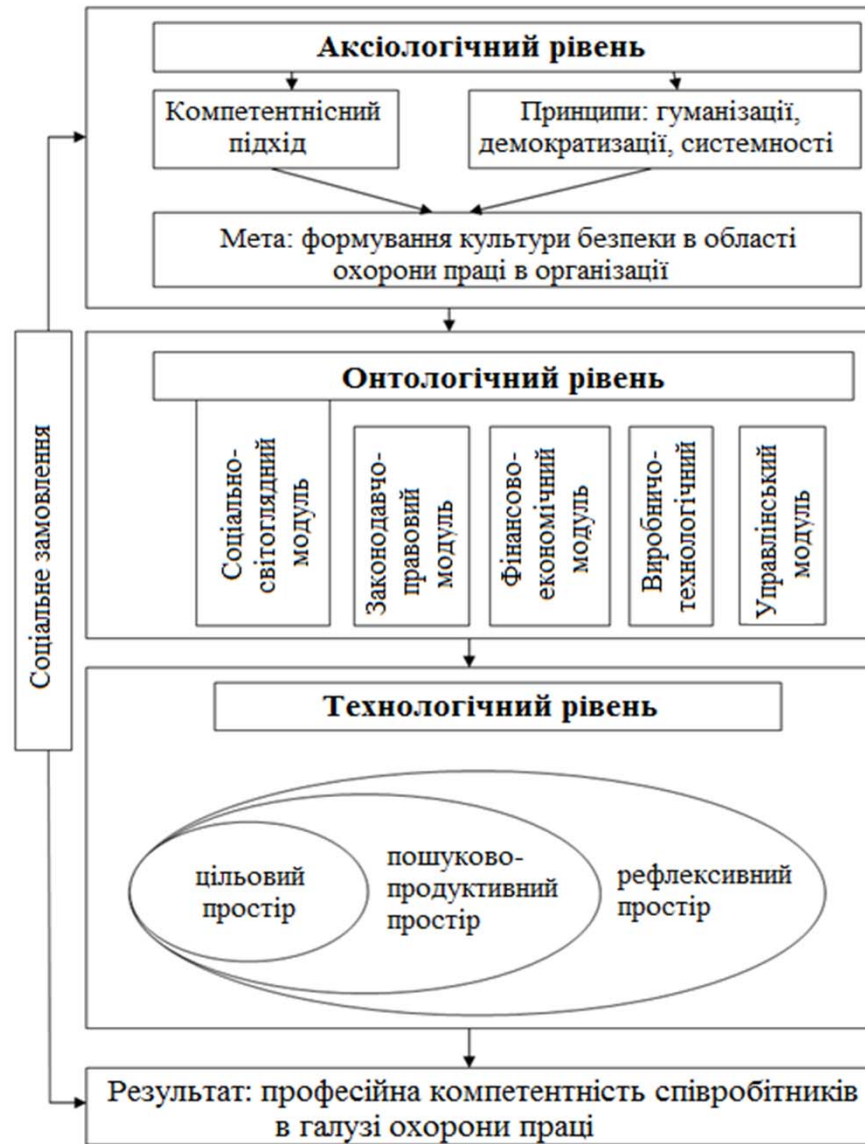 Аксіологічний рівень
Компетентнісний
підхід
Принципи: гуманізації,
демократизації, системності
Мета: формування культури безпеки в області
охорони праці в організації
Соціальне замовлення
Онтологічний рівень
Соціально-
світоглядний
модуль
Законодавчо-
правовий
модуль
Фінансово-
економічний
модуль
Виробничо-
технологічний
Управлінський
модуль
Технологічний рівень
цільовий
простір
пошуково-
продуктивний
простір
рефлексивний
простір
Результат: професійна компетентність співробітників
в галузі охорони праці